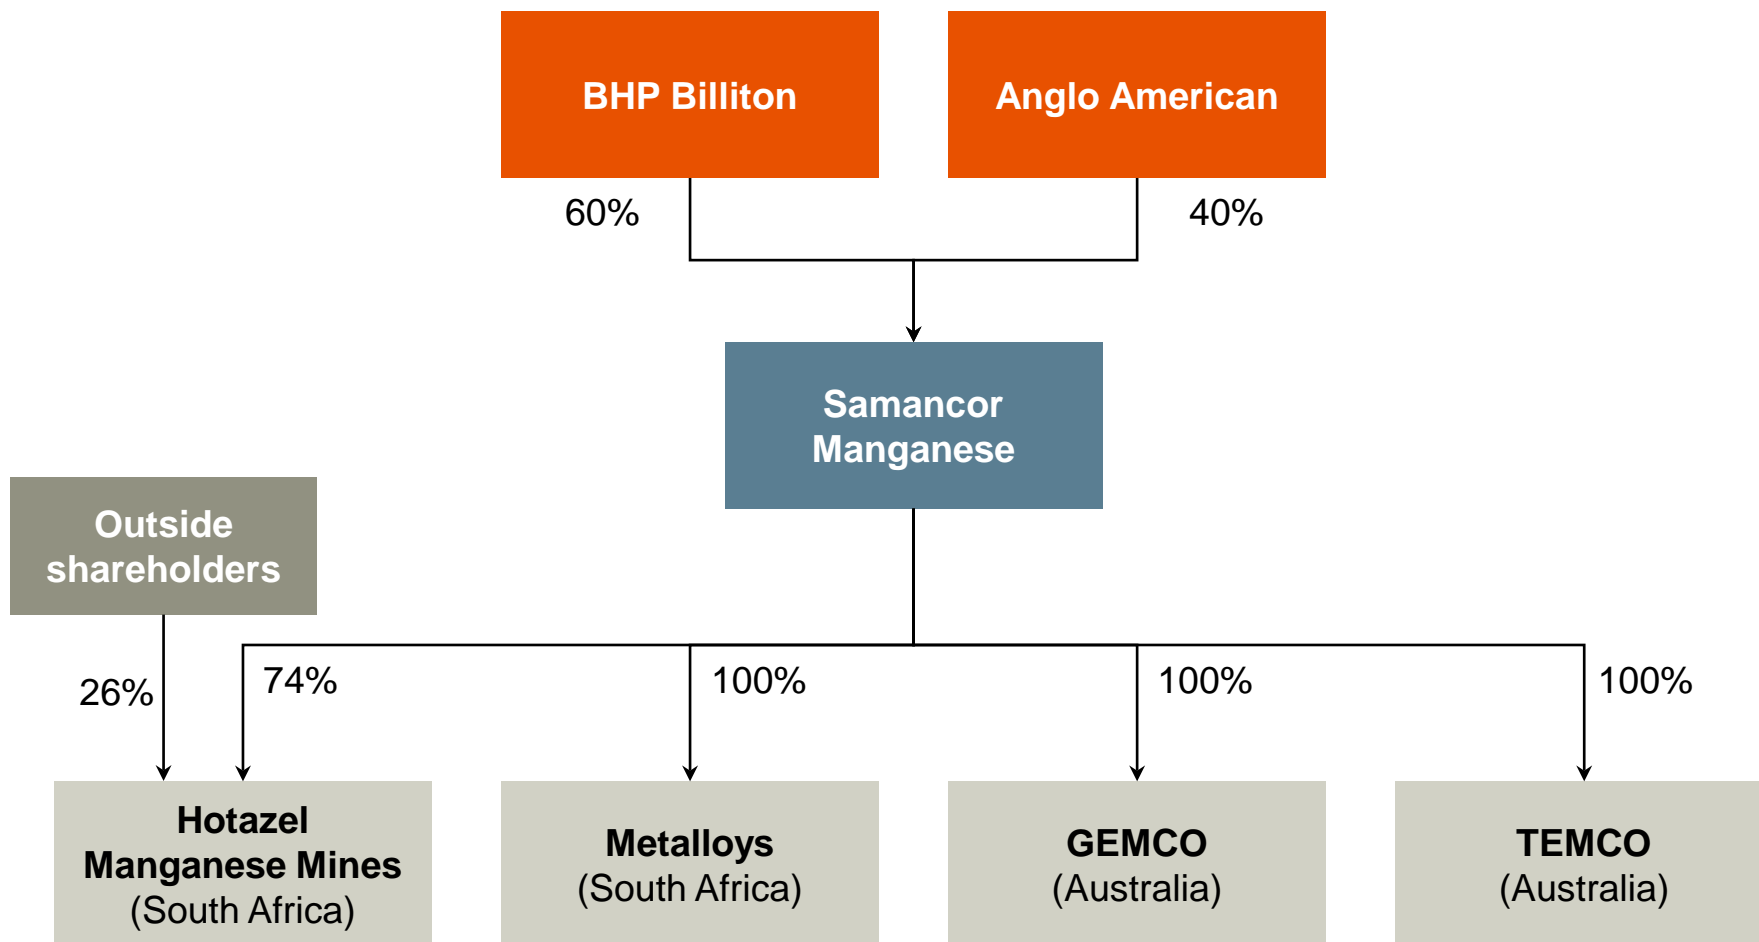 BHP Billiton
Anglo American
60%
40%
Samancor
Manganese
Outside
shareholders
26%
74%
100%
100%
100%
Hotazel
Manganese Mines
(South Africa)
Metalloys
(South Africa)
GEMCO
(Australia)
TEMCO
(Australia)